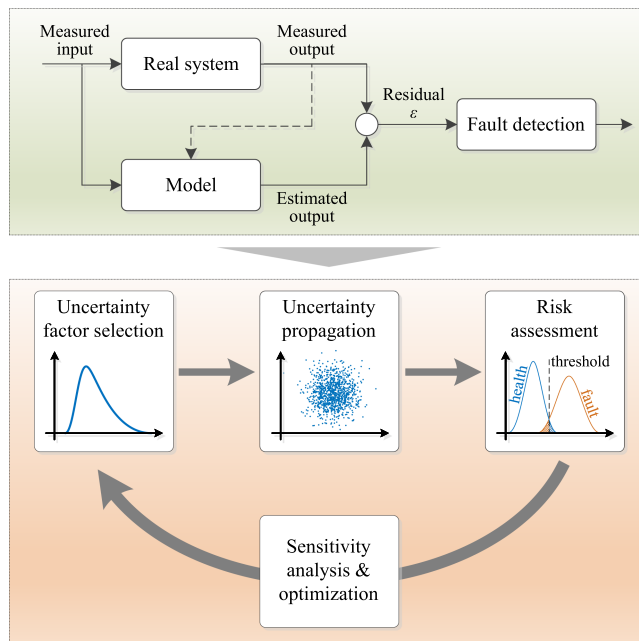 Measured
input
Real system
Measured
output
Residual
ε
Fault detection
Model
Estimated
output
Uncertainty
factor selection
Uncertainty
propagation
Risk
assessment
threshold
health
fault
Sensitivity
analysis &
optimization